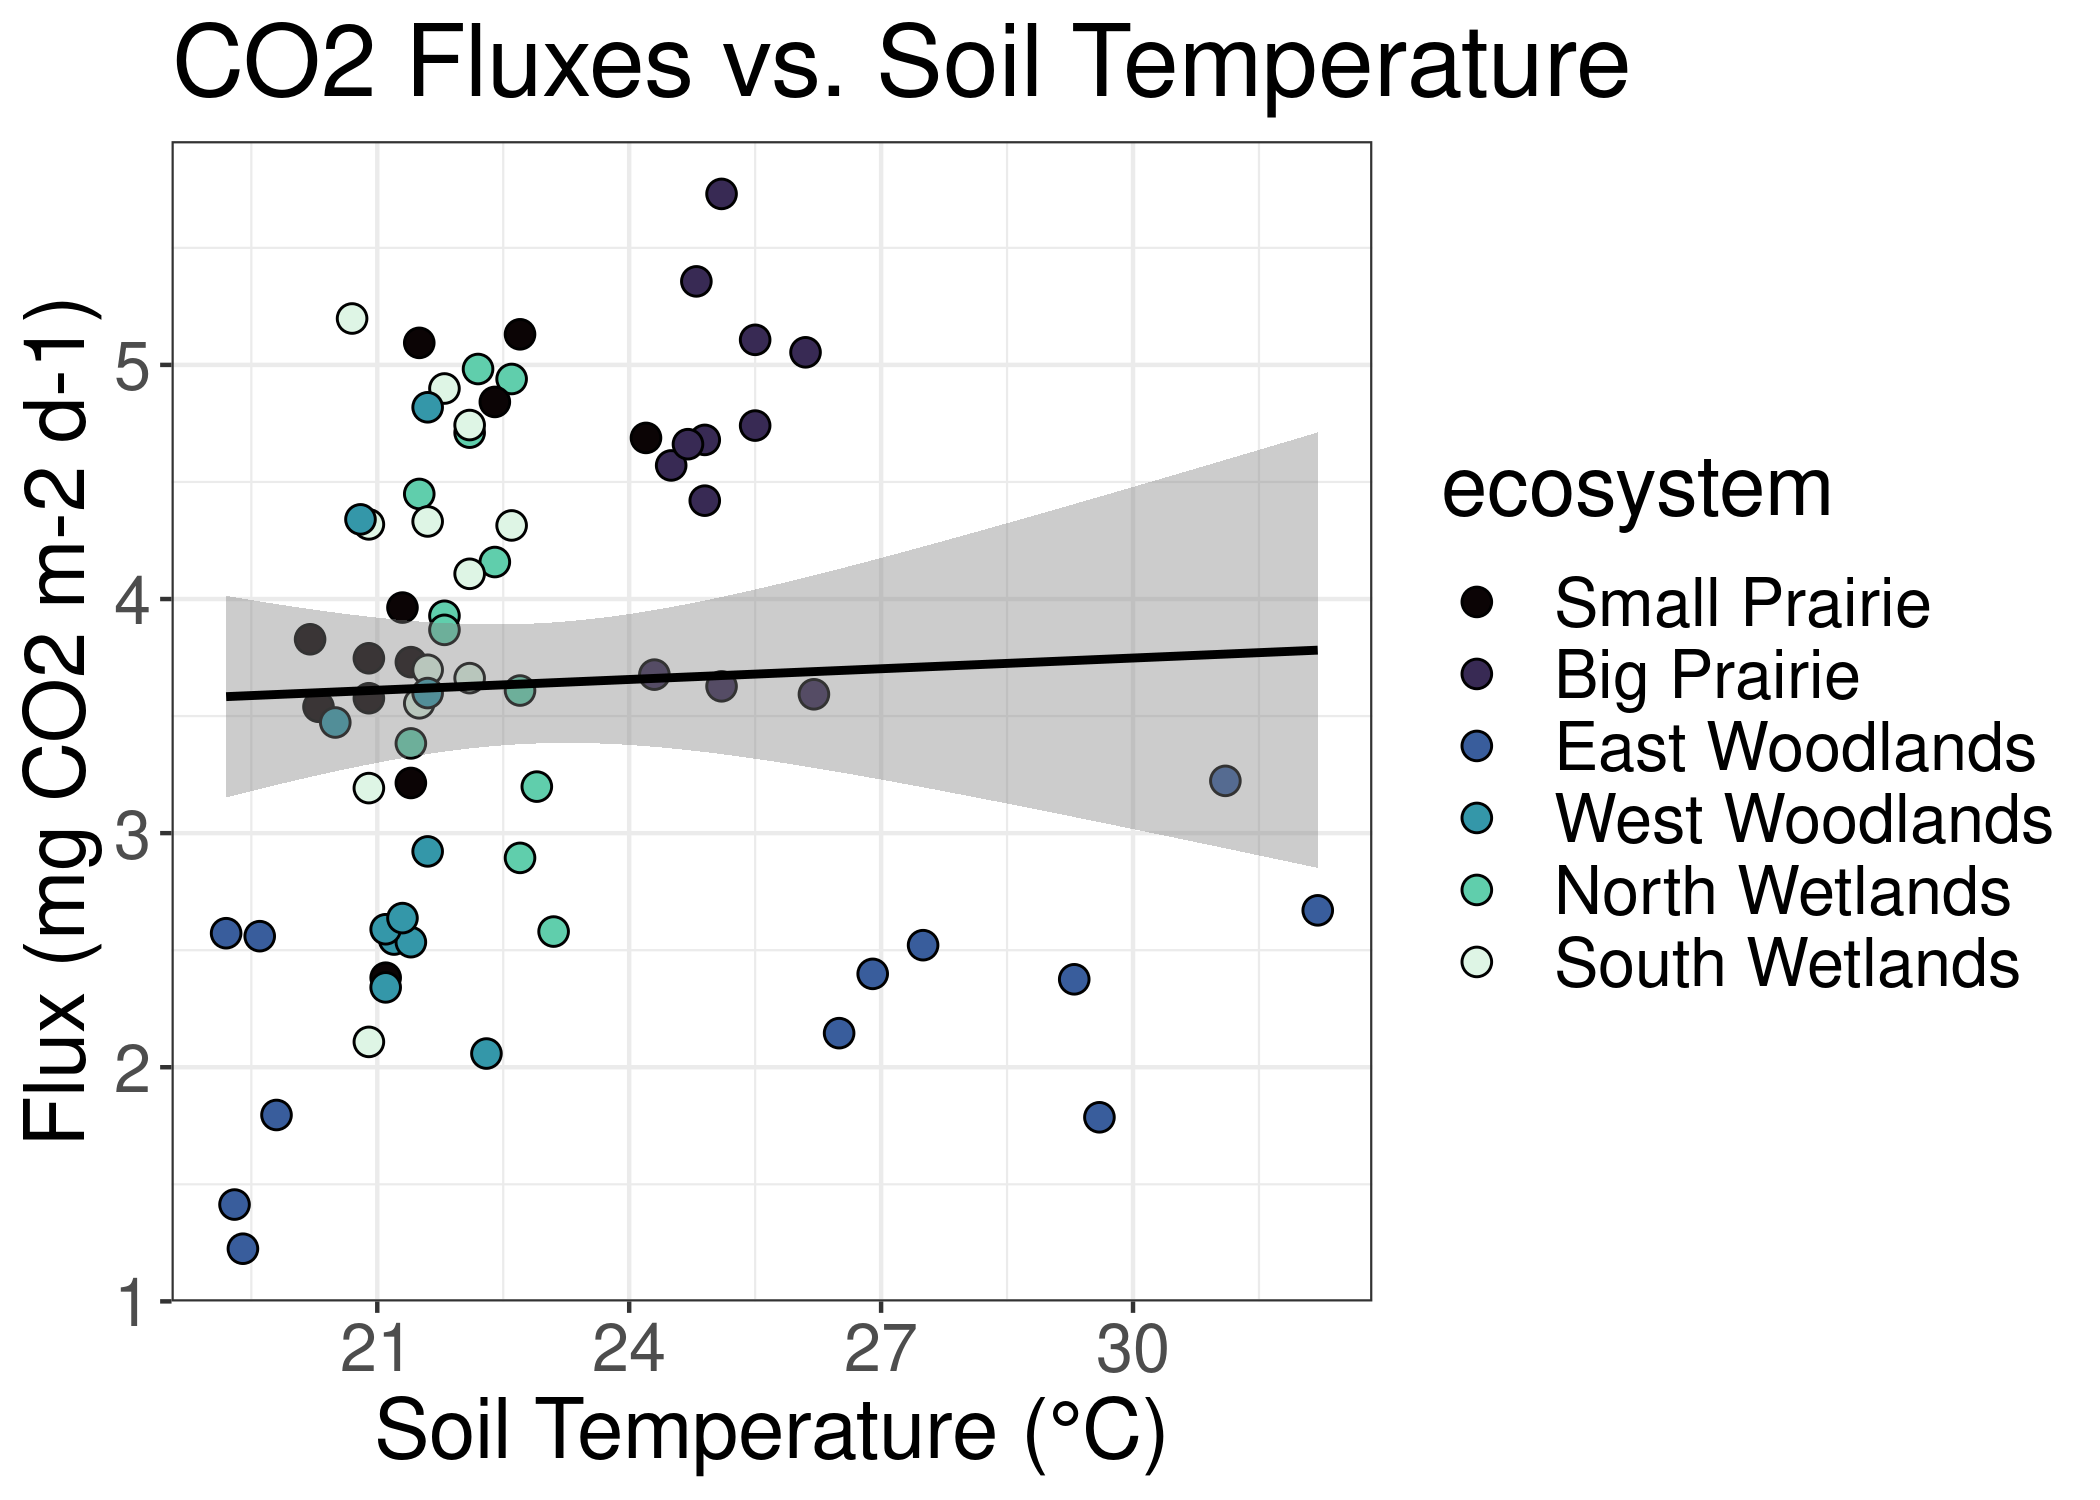 CO2 Fluxes vs. Soil Temperature
Flux (mg CO2 m-2 d-1)
5
4
3
2
1
21 24 27 30
Soil Temperature (°C)
ecosystem
Small Prairie
Big Prairie
East Woodlands
West Woodlands
North Wetlands
South Wetlands